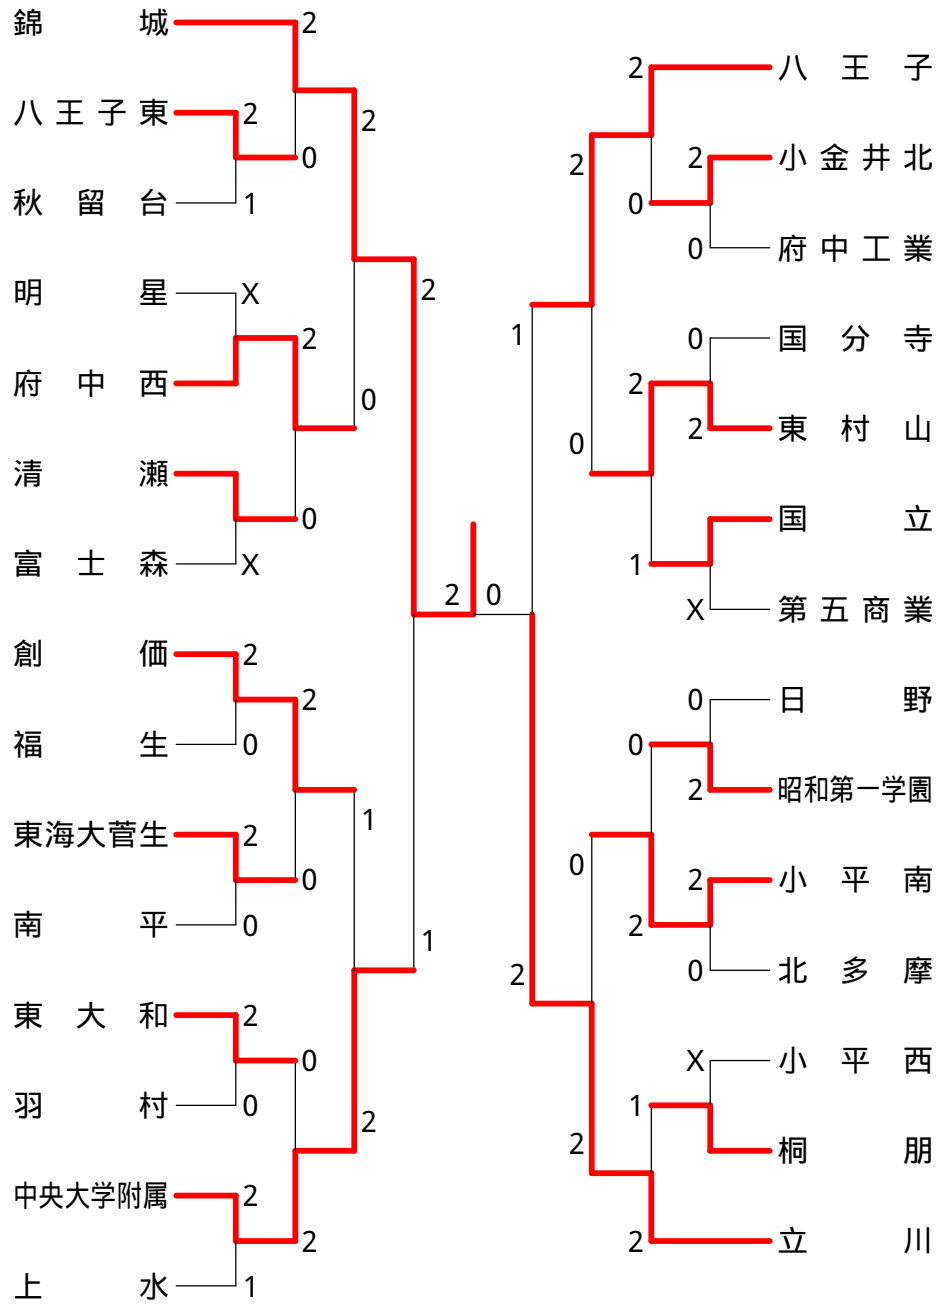 錦城
2
八王子東
2
0
秋留台
1
2
明星
X
2
府中西
0
清瀬
0
富士森
X
2
創価
2
2
福生
0
1
東海大菅生
2
0
南平
0
1
東大和
2
0
羽村
0
2
中央大学附属
2
2
上水
1
2
0
2
八王子
2
2
小金井北
0
0
府中工業
1
0
国分寺
2
2
東村山
0
国立
1
X
第五商業
0
日野
0
2
昭和第一学園
0
2
小平南
2
0
北多摩
2
X
小平西
1
桐朋
2
2
立川